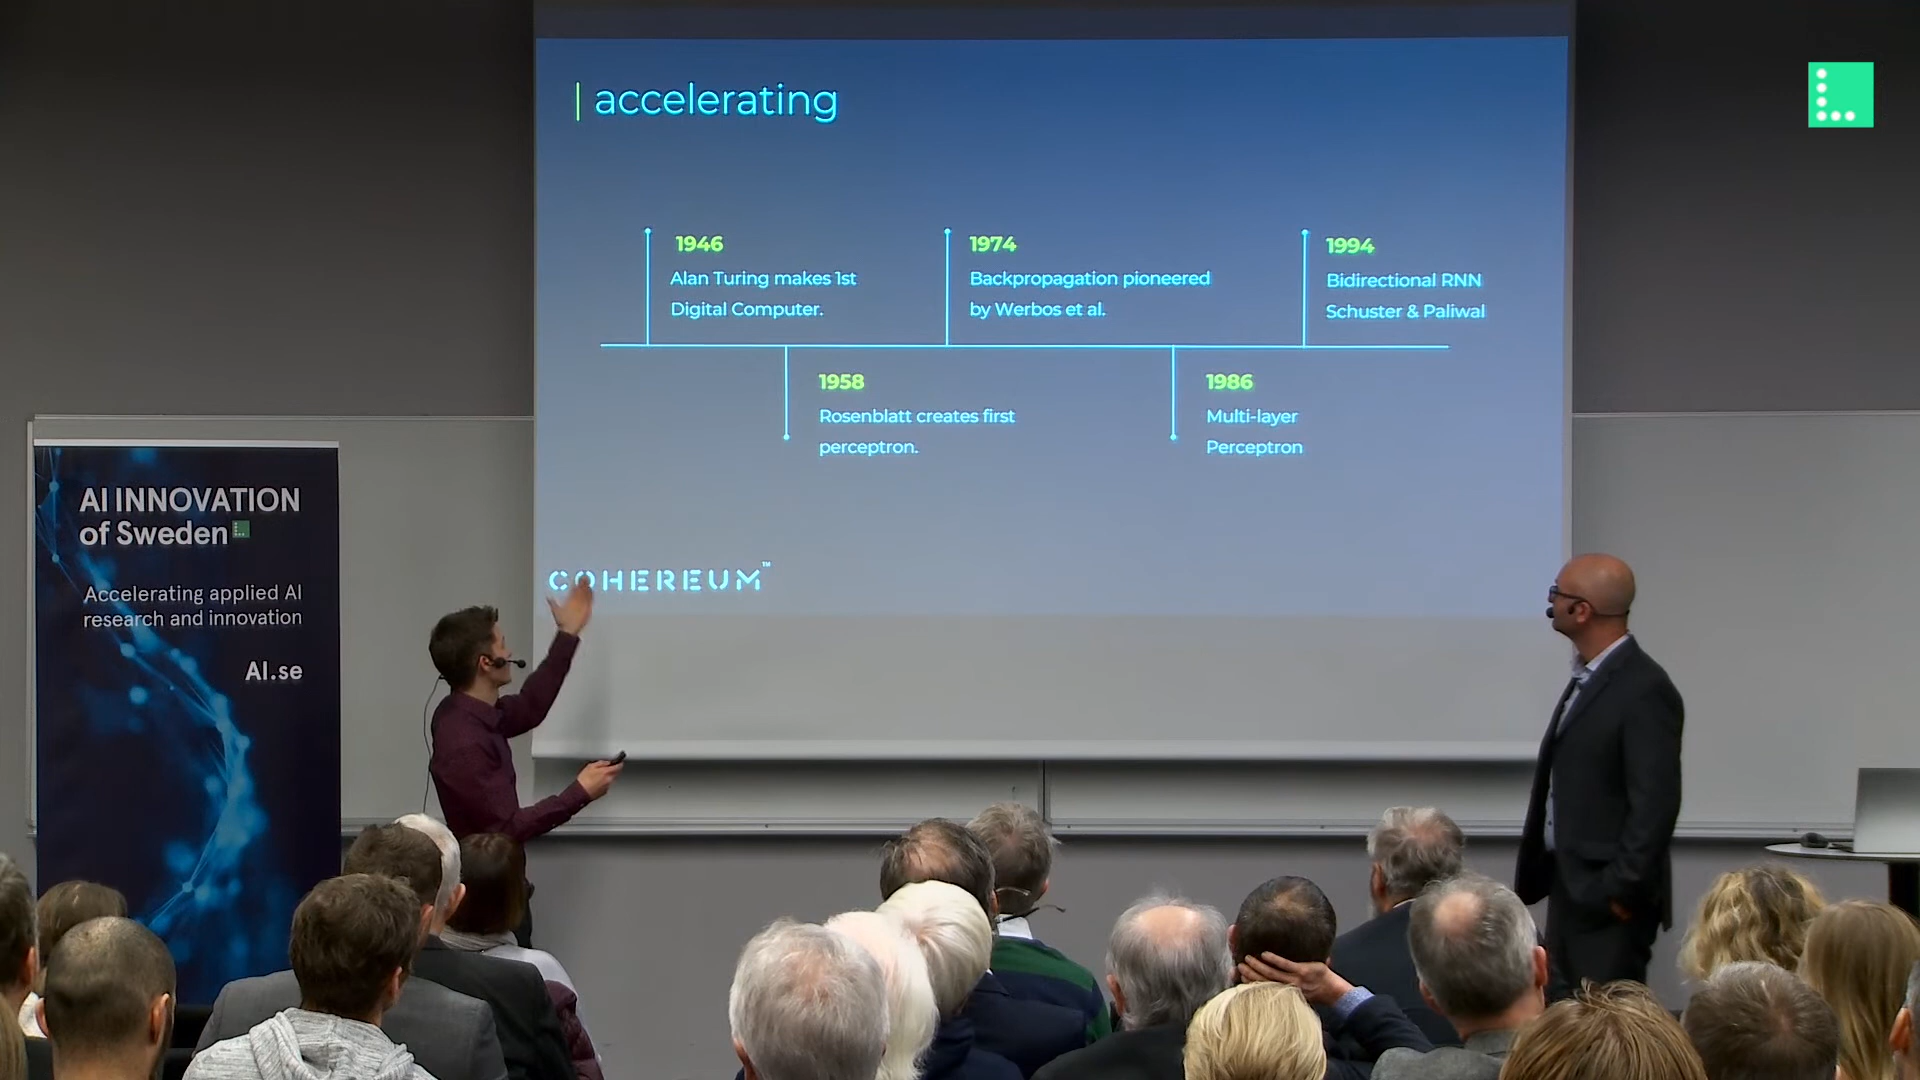 | accelerating
1946
Alan Turing makes 1st
Digital Computer.
1974
Backpropagation pioneered
by Werbos et al.
1994
Bidirectional RNN
Schuster & Paliwal
1958
Rosenblatt creates first
perceptron.
1986
Multi-layer
Perceptron
COHEREUM™
AI INNOVATION
of Sweden
Accelerating applied AI
research and innovation
AI.se